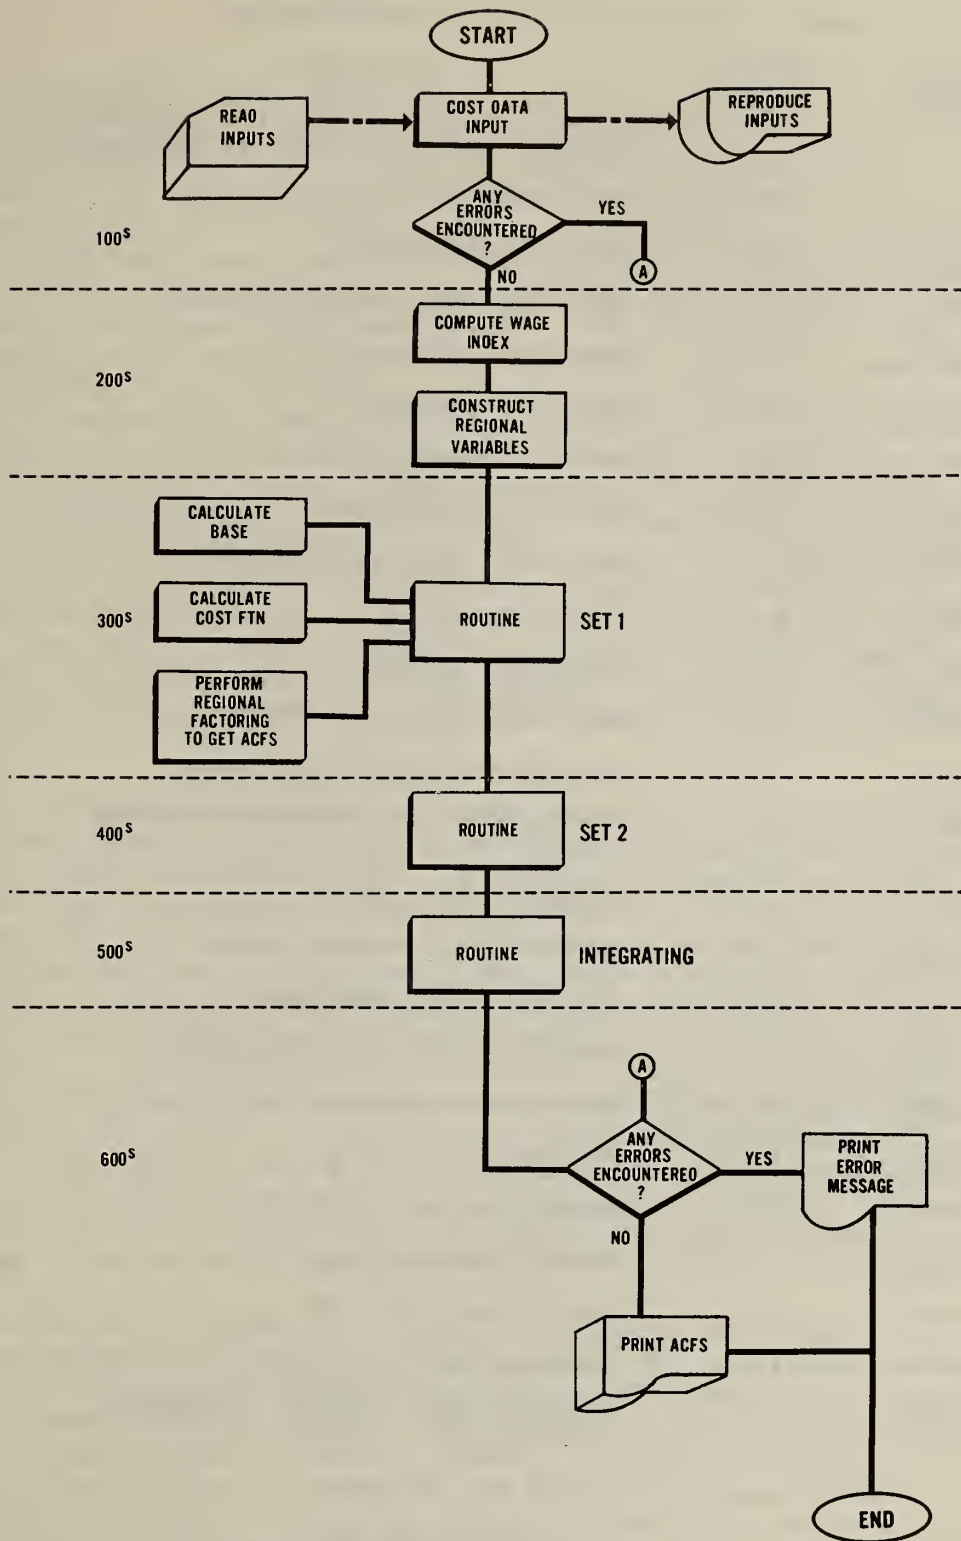 START
READ
INPUTS
COST DATA
INPUT
REPRODUCE
INPUTS
ANY
ERRORS
ENCOUNTERED
?
YES
A
NO
100S
COMPUTE WAGE
INDEX
200S
CONSTRUCT
REGIONAL
VARIABLES
CALCULATE
BASE
300S
CALCULATE
COST FTN
ROUTINE
SET 1
PERFORM
REGIONAL
FACTORING
TO GET ACFS
400S
ROUTINE
SET 2
500S
ROUTINE
INTEGRATING
A
600S
ANY
ERRORS
ENCOUNTERED
?
YES
PRINT
ERROR
MESSAGE
NO
PRINT ACFS
END